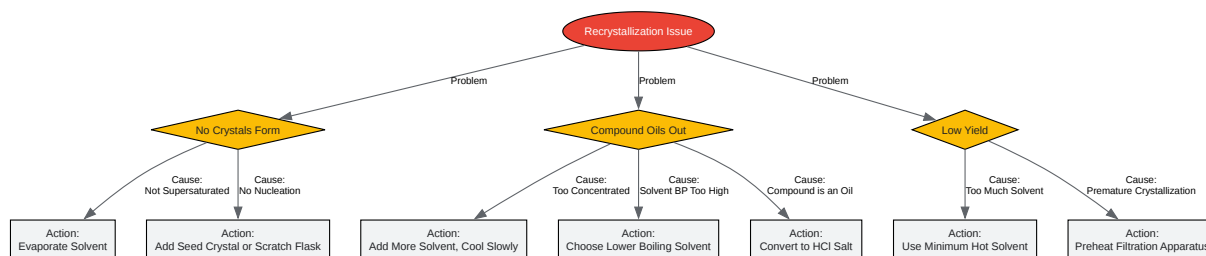 Recrystallization Issue
Problem
Problem
Problem
No Crystals Form
Compound Oils Out
Low Yield
Cause:
Not Supersaturated
Cause:
No Nucleation
Cause:
Too Concentrated
Cause:
Solvent BP Too High
Cause:
Compound is an Oil
Cause:
Too Much Solvent
Cause:
Premature Crystallization
Action:
Evaporate Solvent
Action:
Add Seed Crystal or Scratch Flask
Action:
Add More Solvent, Cool Slowly
Action:
Choose Lower Boiling Solvent
Action:
Convert to HCl Salt
Action:
Use Minimum Hot Solvent
Action:
Preheat Filtration Apparatus